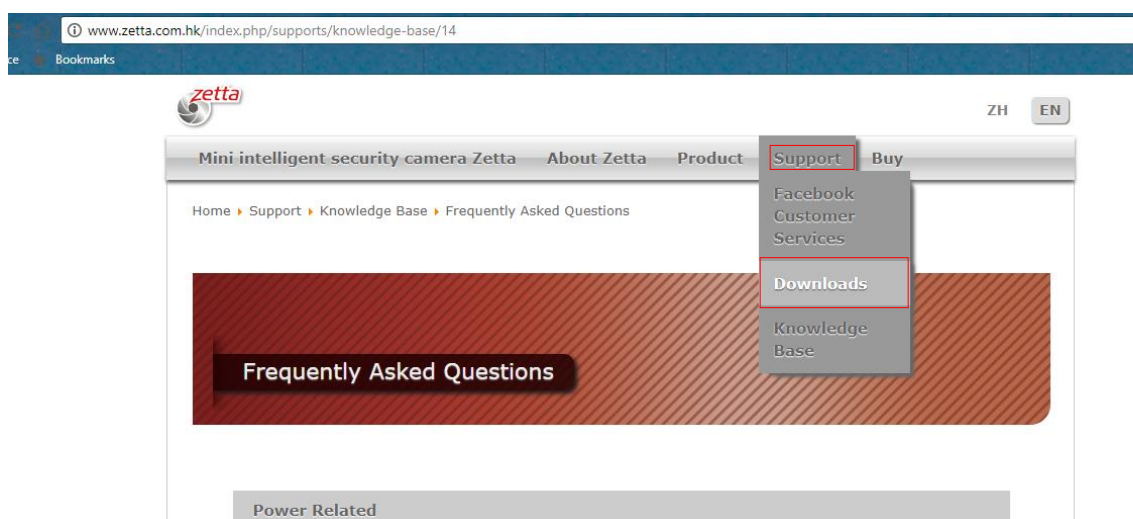 www.zetta.com.hk/index.php/supports/knowledge-base/14
ce Bookmarks
zetta
ZH EN
Mini intelligent security camera Zetta About Zetta Product Support Buy
Facebook
Customer
Services
Downloads
Knowledge
Base
Home Support Knowledge Base Frequently Asked Questions
Frequently Asked Questions
Power Related